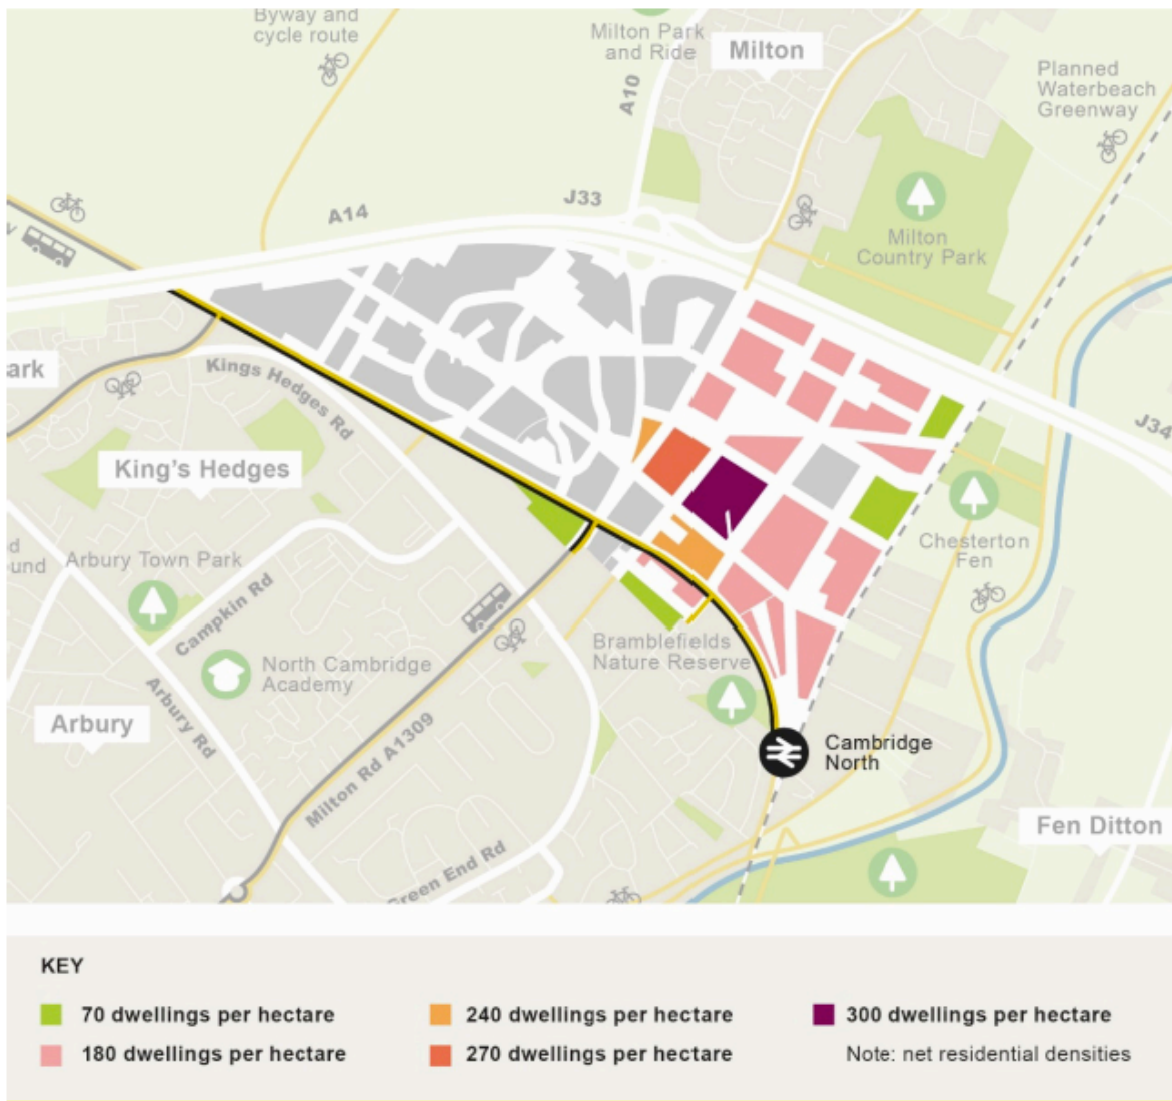 Byway and
cycle route
Milton Park
and Ride
Milton
A10
Planned
Waterbeach
Greenway
J33
A14
Milton
Country Park
ark
Kings Hedges Rd
J34
King's Hedges
Chesterton
Fen
Arbury Town Park
d
ound
Campkin Rd
Bramblefields
Nature Reserve
North Cambridge
Academy
Arbury Rd
Arbury
Milton Rd A1309
Cambridge
North
Fen Ditton
Green End Rd
KEY
70 dwellings per hectare
240 dwellings per hectare
300 dwellings per hectare
180 dwellings per hectare
270 dwellings per hectare
Note: net residential densities